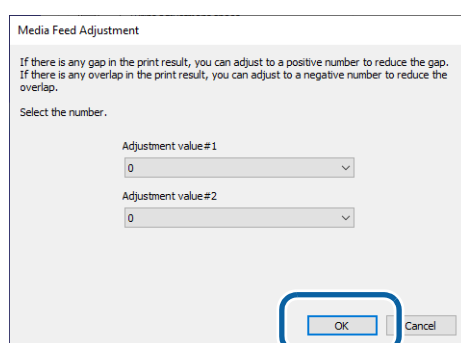 Media Feed Adjustment
If there is any gap in the print result, you can adjust to a positive number to reduce the gap.
If there is any overlap in the print result, you can adjust to a negative number to reduce the
overlap.
Select the number.
Adjustment value#1
0
Adjustment value#2
0
OK Cancel